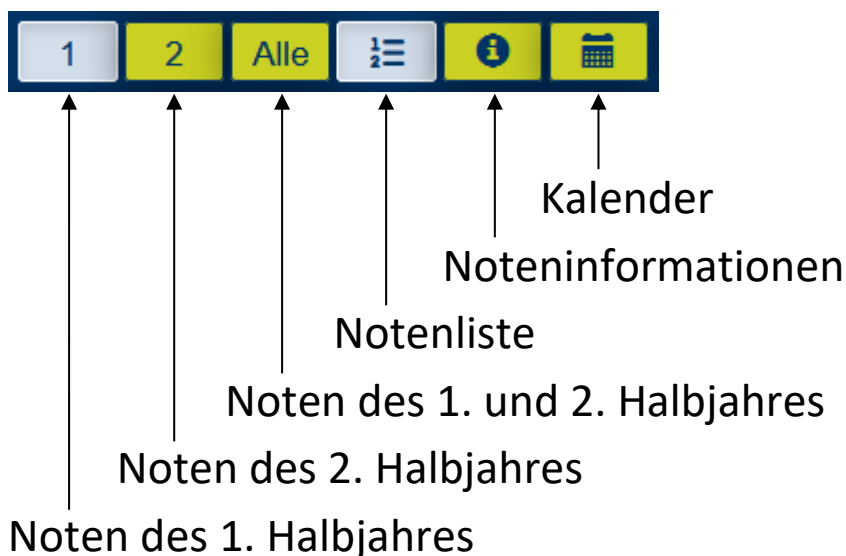 1 2 Alle
Kalender
Noteninformationen
Notenliste
Noten des 1. und 2. Halbjahres
Noten des 2. Halbjahres
Noten des 1. Halbjahres